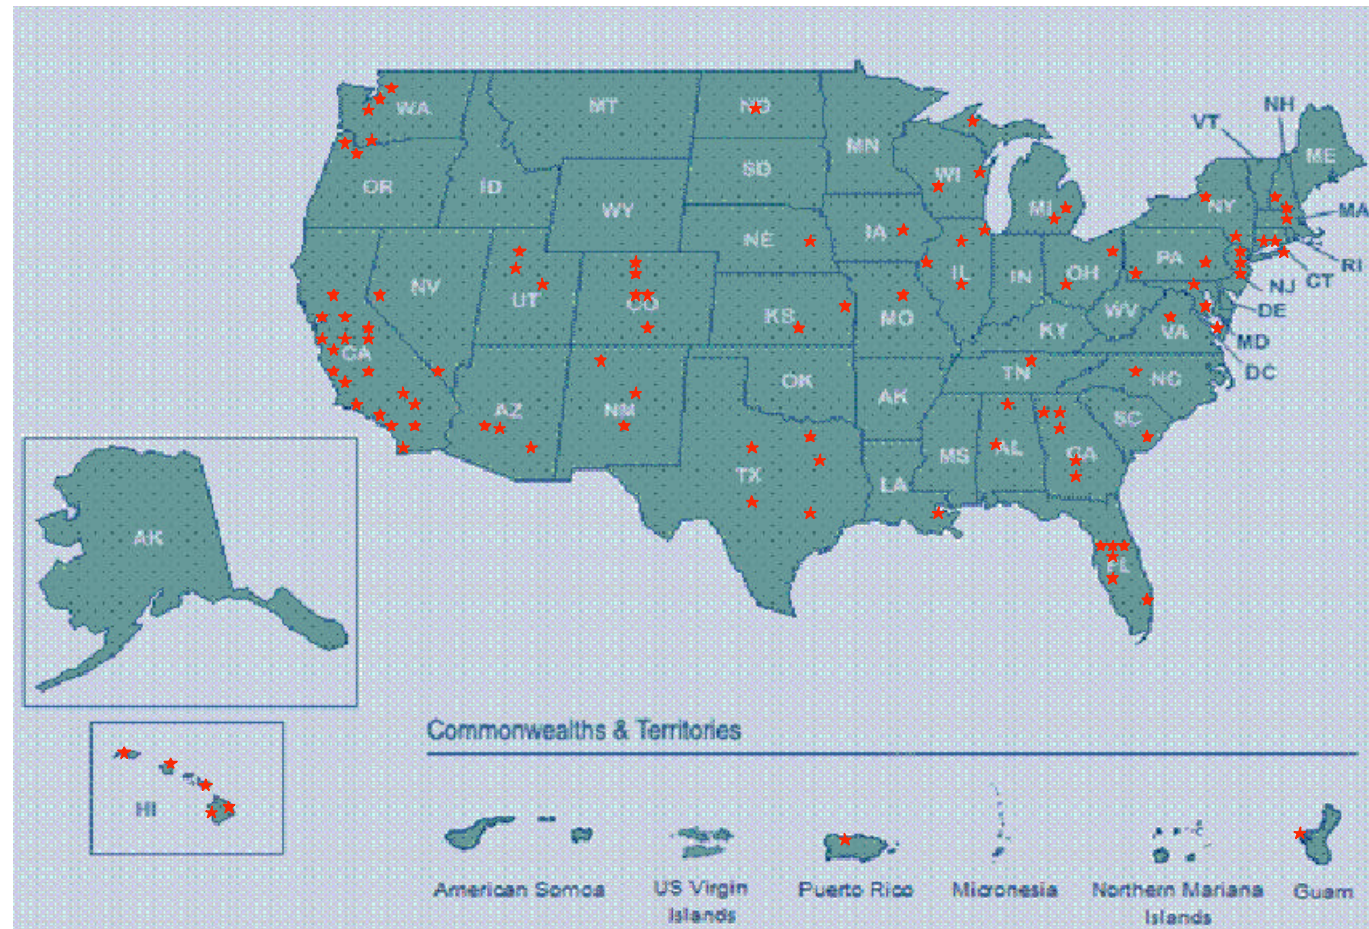 NH
VT
WA
MT
ND
MN
ME
OR
ID
SD
WI
WY
MI
NY
MA
NE
IA
PA
RI
NV
UT
CO
IL
IN
OH
NJ
CT
KS
MO
WV
DE
CA
KY
VA
MD
DC
TN
NC
OK
AZ
NM
AK
SC
TX
MS
AL
GA
LA
AK
FL
Commonwealths & Territories
HI
American Somoa
US Virgin
Islands
Puerto Rico
Micronesia
Northern Mariana
Islands
Guam